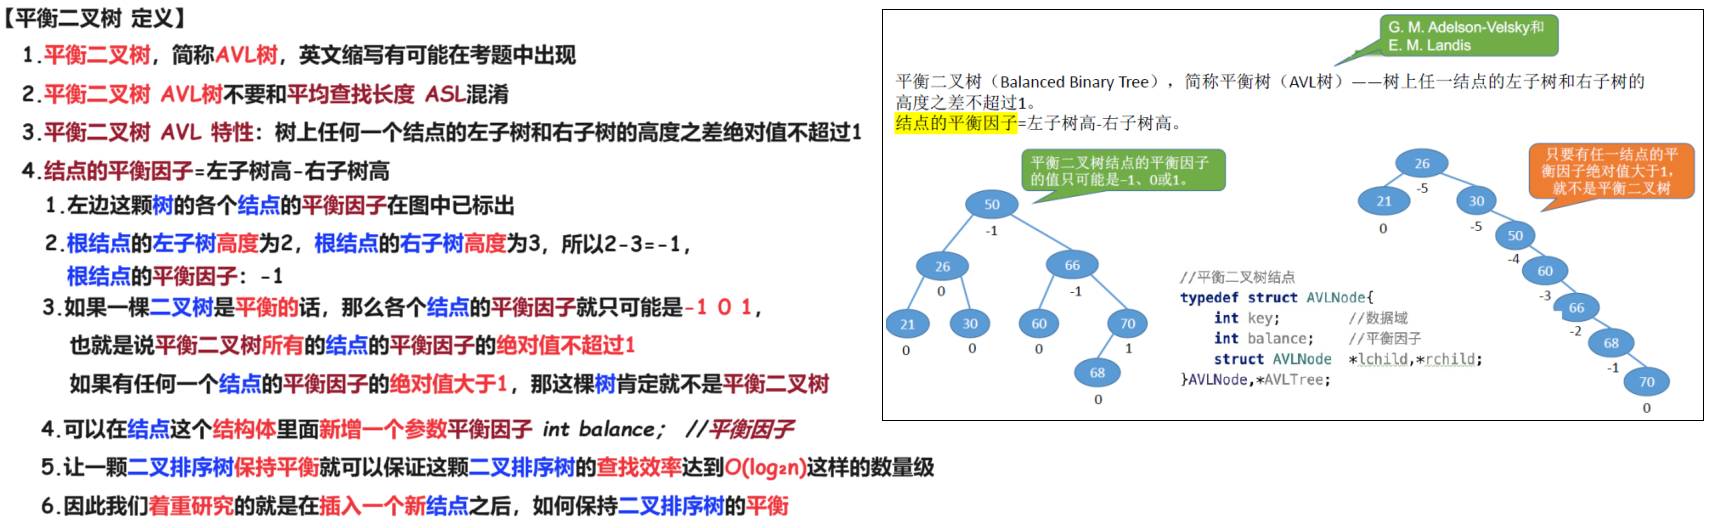 【平衡二叉树 定义】
1.平衡二叉树，简称AVL树，英文缩写有可能在考题中出现
2.平衡二叉树 AVL树不要和平均查找长度 ASL混淆
3.平衡二叉树 AVL 特性：树上任何一个结点的左子树和右子树的高度之差绝对值不超过1
4.结点的平衡因子=左子树高-右子树高
1.左边这颗树的各个结点的平衡因子在图中已标出
2.根结点的左子树高度为2，根结点的右子树高度为3，所以2-3=-1，
根结点的平衡因子：-1
3.如果一棵二叉树是平衡的话，那么各个结点的平衡因子就只可能是-1 0 1，
也就是说平衡二叉树所有的结点的平衡因子的绝对值不超过1
如果有任何一个结点的平衡因子的绝对值大于1，那这棵树肯定就不是平衡二叉树
4.可以在结点这个结构体里面新增一个参数平衡因子 int balance； //平衡因子
5.让一颗二叉排序树保持平衡就可以保证这颗二叉排序树的查找效率达到O(log₂n)这样的数量级
6.因此我们着重研究的就是在插入一个新结点之后，如何保持二叉排序树的平衡
G. M. Adelson-Velsky和
E. M. Landis
平衡二叉树（Balanced Binary Tree），简称平衡树（AVL树）——树上任一结点的左子树和右子树的
高度之差不超过1。
结点的平衡因子=左子树高-右子树高。
平衡二叉树结点的平衡因子
的值只可能是−1、0或1。
50
-1
26
0
66
-1
21
0
30
0
60
0
70
1
68
0
//平衡二叉树结点
typedef struct AVLNode{
int key; //数据域
int balance; //平衡因子
struct AVLNode *lchild,*rchild;
}AVLNode,*AVLTree;
只要有任一结点的平
衡因子绝对值大于1，
就不是平衡二叉树
26
-5
21
0
30
-5
50
-4
60
-3
66
-2
68
-1
70
0